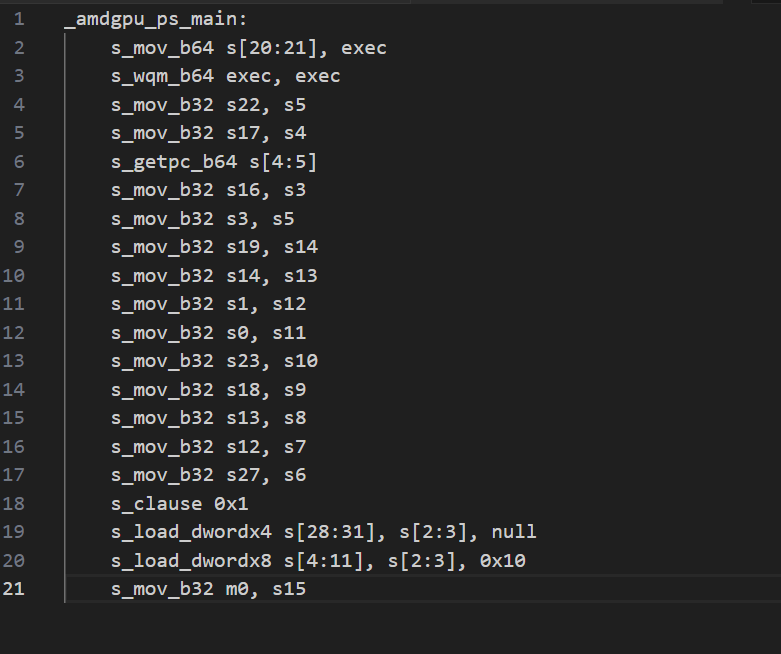 1 _amdgpu_ps_main:
2 s_mov_b64 s[20:21], exec
3 s_wqm_b64 exec, exec
4 s_mov_b32 s22, s5
5 s_mov_b32 s17, s4
6 s_getpc_b64 s[4:5]
7 s_mov_b32 s16, s3
8 s_mov_b32 s3, s5
9 s_mov_b32 s19, s14
10 s_mov_b32 s14, s13
11 s_mov_b32 s1, s12
12 s_mov_b32 s0, s11
13 s_mov_b32 s23, s10
14 s_mov_b32 s18, s9
15 s_mov_b32 s13, s8
16 s_mov_b32 s12, s7
17 s_mov_b32 s27, s6
18 s_clause 0x1
19 s_load_dwordx4 s[28:31], s[2:3], null
20 s_load_dwordx8 s[4:11], s[2:3], 0x10
21 s_mov_b32 m0, s15